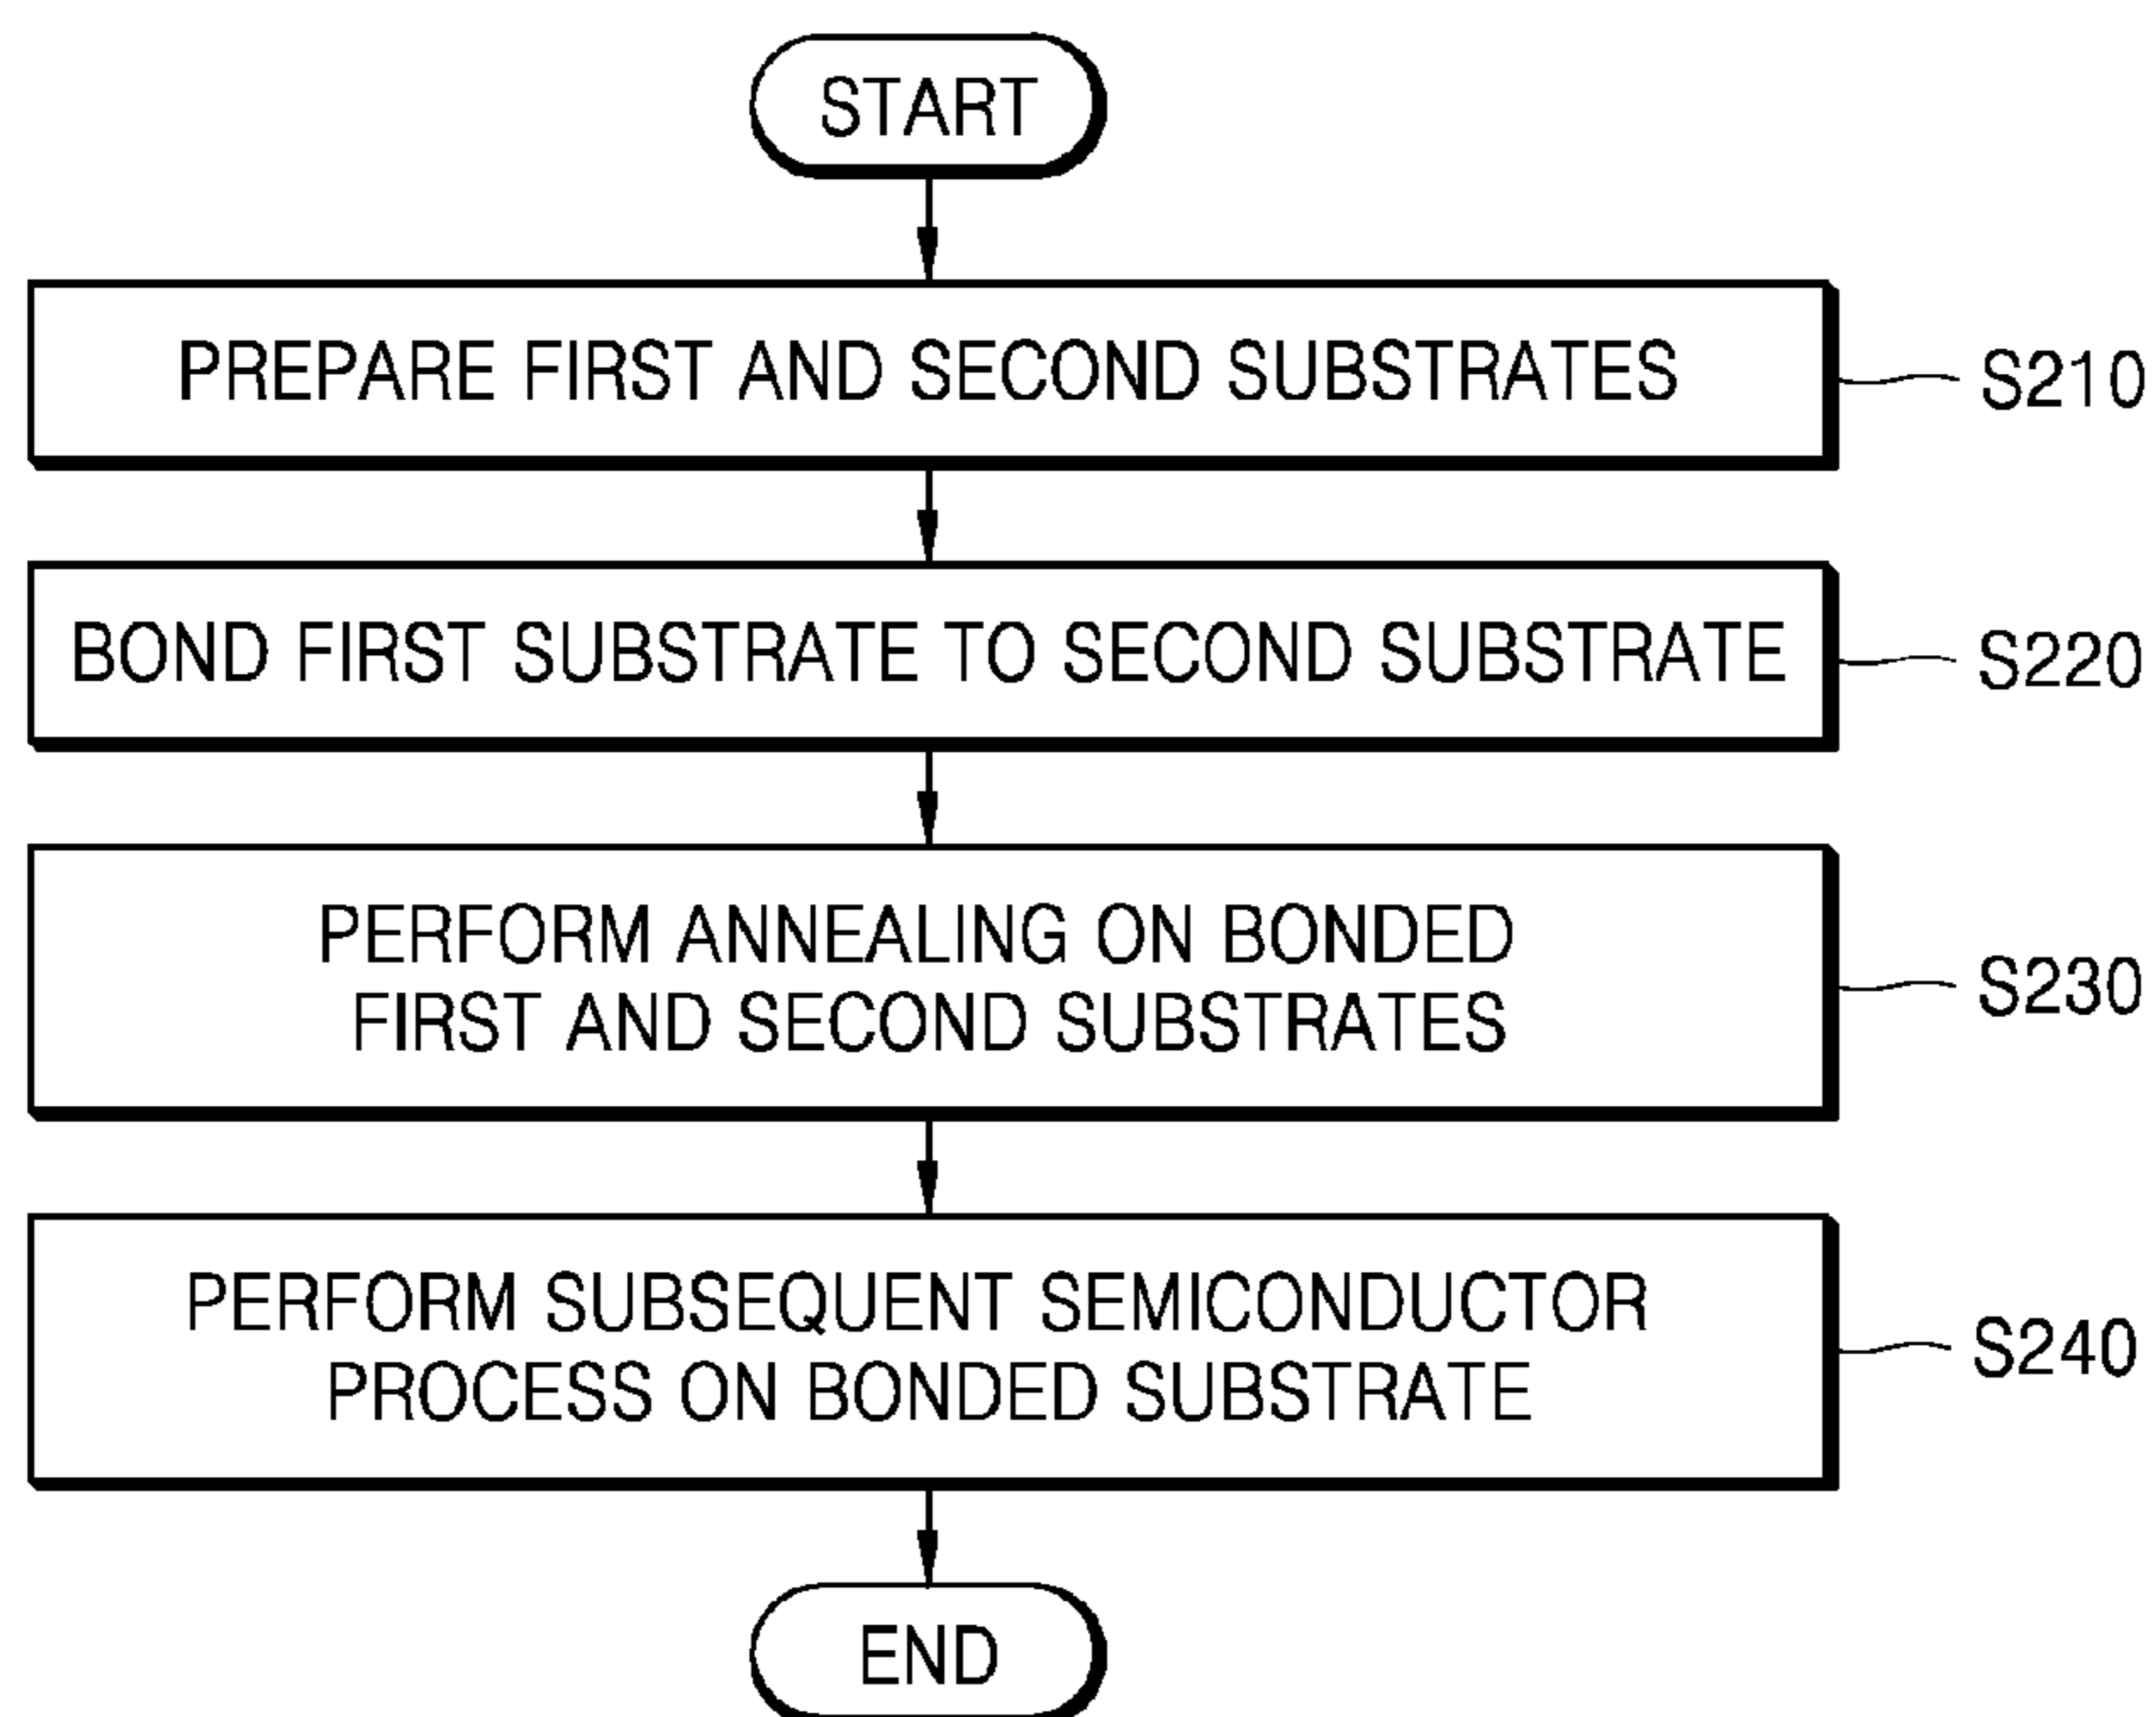 START
PREPARE FIRST AND SECOND SUBSTRATES
S210
BOND FIRST SUBSTRATE TO SECOND SUBSTRATE
S220
PERFORM ANNEALING ON BONDED
FIRST AND SECOND SUBSTRATES
S230
PERFORM SUBSEQUENT SEMICONDUCTOR
PROCESS ON BONDED SUBSTRATE
S240
END